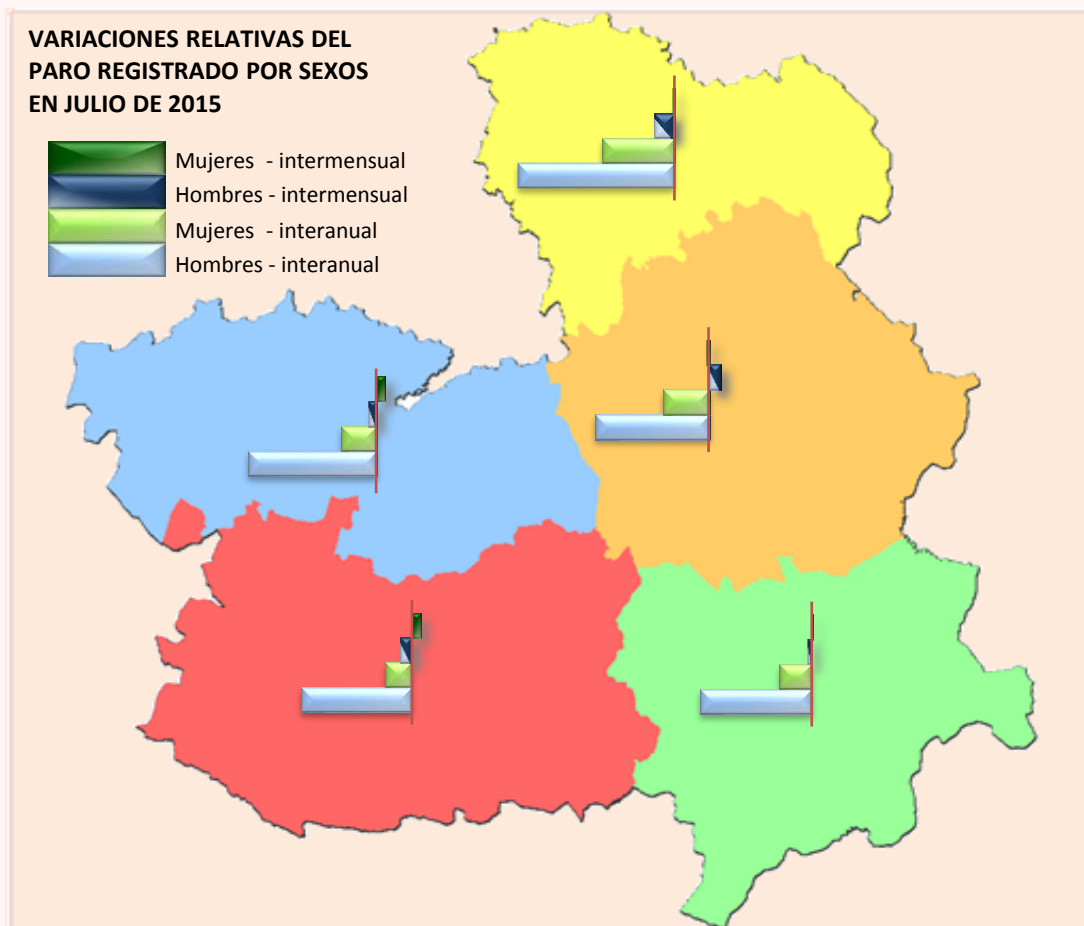 VARIACIONES RELATIVAS DEL
PARO REGISTRADO POR SEXOS
EN JULIO DE 2015
Mujeres - intermensual
Hombres - intermensual
Mujeres - interanual
Hombres - interanual